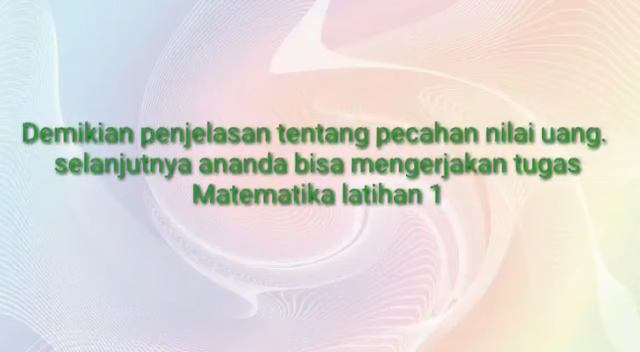 Demikian penjelasan tentang pecahan nilai uang.
selanjutnya ananda bisa mengerjakan tugas
Matematika latihan 1